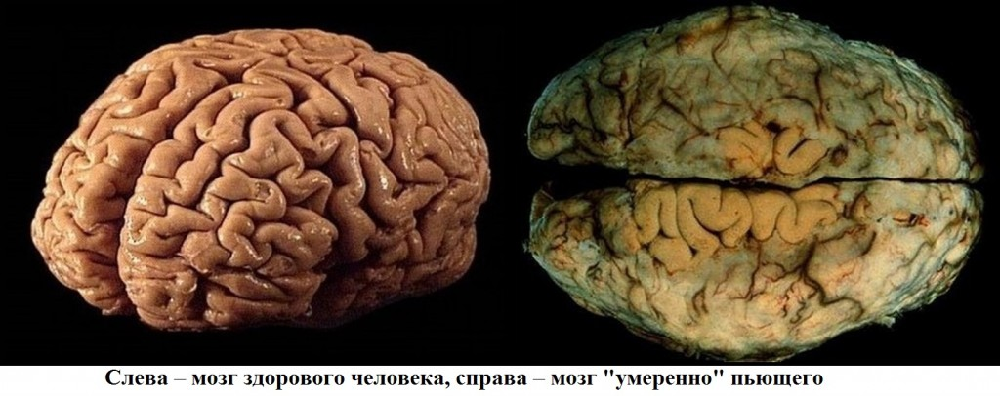 Слева – мозг здорового человека, справа – мозг "умеренно" пьющего